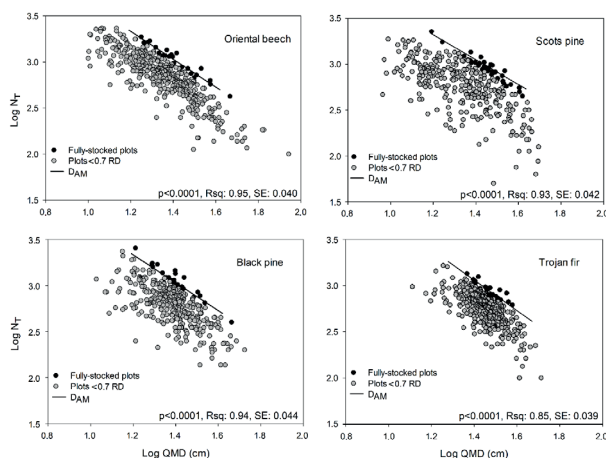 3.5
3.0
2.5
2.0
1.5
Log N_T
Oriental beech
Fully-stocked plots
Plots<0.7 RD
D_AM
p<0.0001, Rsq: 0.95, SE: 0.040
0.8 1.0 1.2 1.4 1.6 1.8 2.0
3.5
3.0
2.5
2.0
1.5
Scots pine
Fully-stocked plots
Plots<0.7 RD
D_AM
p<0.0001, Rsq: 0.93, SE: 0.042
0.8 1.0 1.2 1.4 1.6 1.8 2.0
3.5
3.0
2.5
2.0
1.5
Log N_T
Black pine
Fully-stocked plots
Plots<0.7 RD
D_AM
p<0.0001, Rsq: 0.94, SE: 0.044
0.8 1.0 1.2 1.4 1.6 1.8 2.0
Log QMD (cm)
3.5
3.0
2.5
2.0
1.5
Trojan fir
Fully-stocked plots
Plots<0.7 RD
D_AM
p<0.0001, Rsq: 0.85, SE: 0.039
0.8 1.0 1.2 1.4 1.6 1.8 2.0
Log QMD (cm)